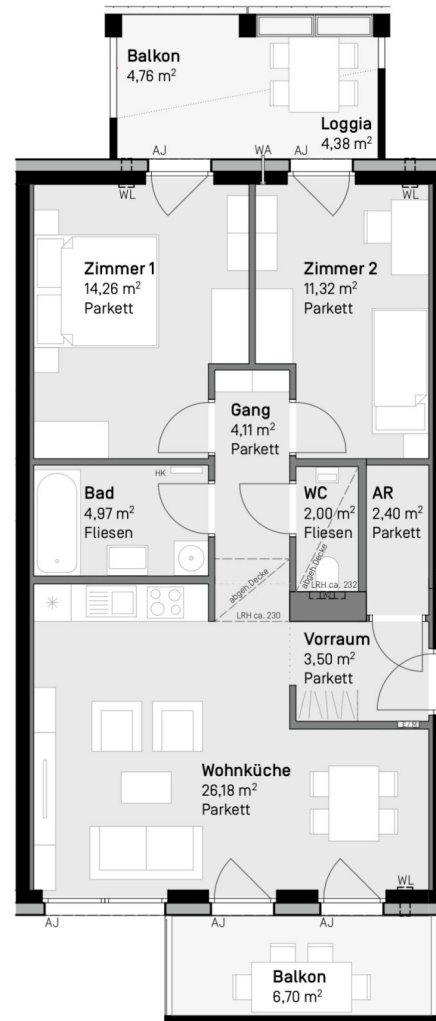 Balkon
4,76 m²
Loggia
4,38 m²
AJ
WA
AJ
WL
WL
Zimmer 1
14,26 m²
Parkett
Zimmer 2
11,32 m²
Parkett
Gang
4,11 m²
Parkett
HK
Bad
4,97 m²
Fliesen
WC
2,00 m²
Fliesen
AR
2,40 m²
Parkett
abgeh.Decke
abgeh.Decke
LRH ca. 232
LRH ca. 230
Vorraum
3,50 m²
Parkett
E / M
Wohnküche
26,18 m²
Parkett
WL
AJ
AJ
AJ
Balkon
6,70 m²